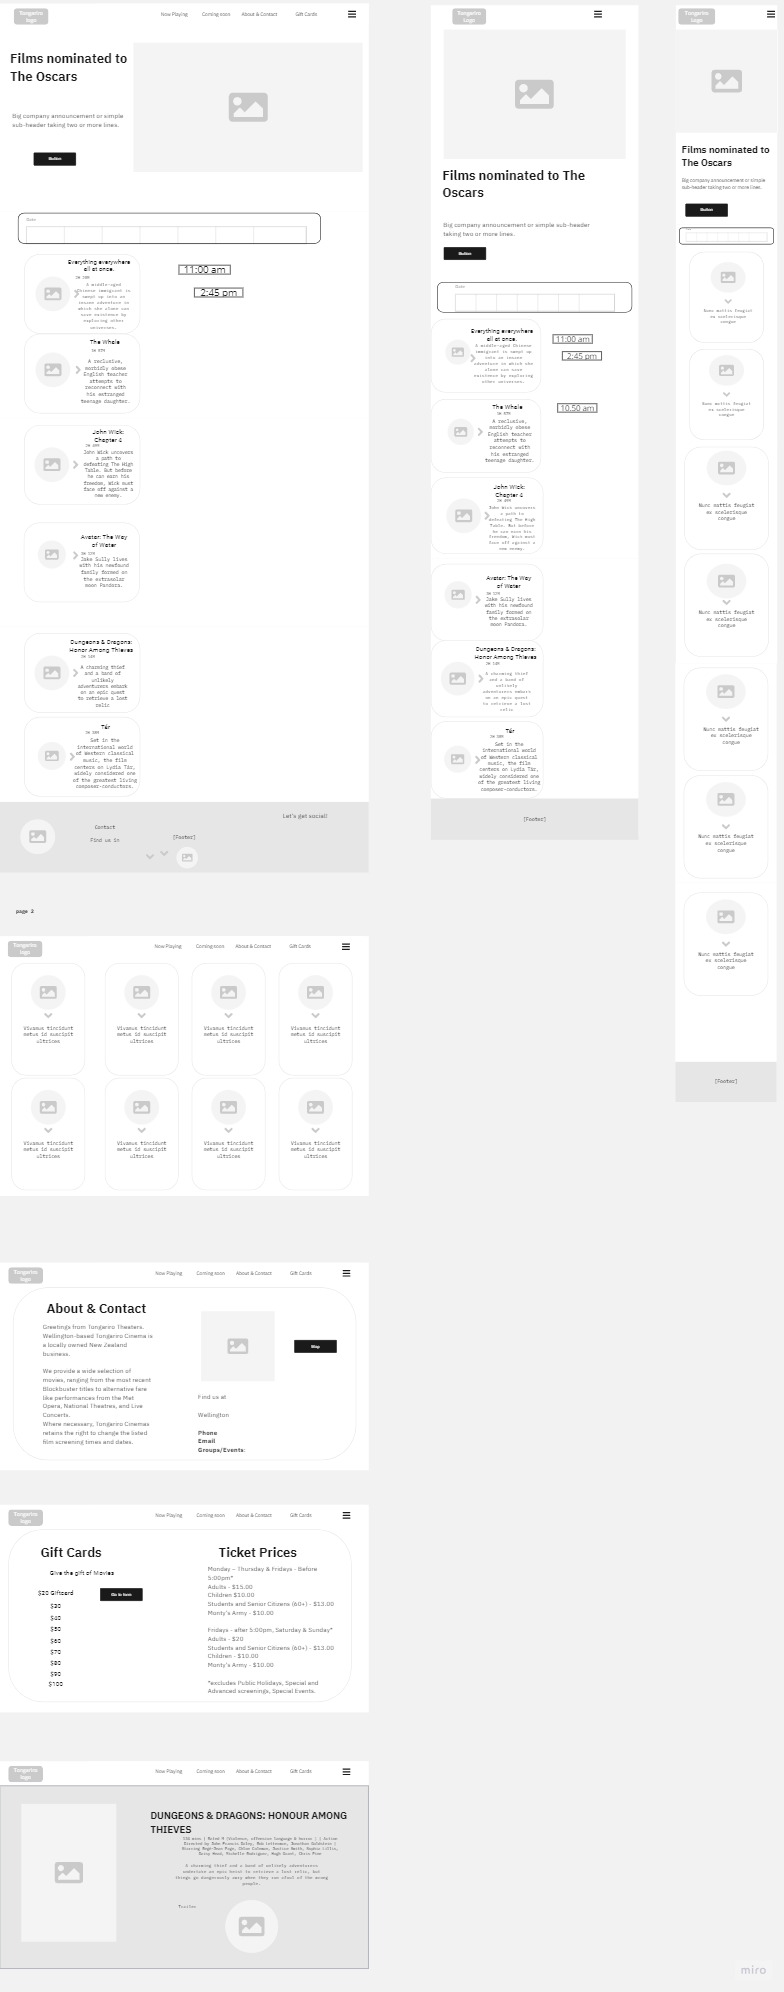 Tongariro
logo
Now Playing
Coming soon
About & Contact
Gift Cards
Films nominated to
The Oscars
Big company announcement or simple
sub-header taking two or more lines.
Button
Date
Everything everywhere
all at once.
A middle-aged
Chinese immigrant is
swept up into an
insane adventure in
which she alone can
save existence by
exploring other
universes.
11:00 am
2:45 pm
The Whale
A reclusive,
morbidly obese
English teacher
attempts to
reconnect with
his estranged
teenage daughter.
John Wick:
Chapter 4
John Wick uncovers
a path to
defeating The High
Table. But before
he can earn his
freedom, Wick must
face off against a
new enemy.
Avatar: The Way
of Water
Jake Sully lives
with his newfound
family formed on
the extrasolar
moon Pandora.
Dungeons & Dragons:
Honor Among Thieves
A charming thief
and a band of
unlikely
adventurers embark
on an epic quest
to retrieve a lost
relic
Tár
Set in the
international world
of Western classical
music, the film
centers on Lydia Tár,
widely considered one
of the greatest living
composer-conductors.
Contact
Find us in
[Footer]
Let's get social!
page 2
Tongariro
logo
Now Playing
Coming soon
About & Contact
Gift Cards
Vivamus tincidunt
metus id suscipit
ultrices
Vivamus tincidunt
metus id suscipit
ultrices
Vivamus tincidunt
metus id suscipit
ultrices
Vivamus tincidunt
metus id suscipit
ultrices
Vivamus tincidunt
metus id suscipit
ultrices
Vivamus tincidunt
metus id suscipit
ultrices
Vivamus tincidunt
metus id suscipit
ultrices
Vivamus tincidunt
metus id suscipit
ultrices
Tongariro
logo
Now Playing
Coming soon
About & Contact
Gift Cards
About & Contact
Greetings from Tongariro Theaters.
Wellington-based Tongariro Cinema is
a locally owned New Zealand
business.
We provide a wide selection of
movies, ranging from the most recent
Blockbuster titles to alternative fare
like performances from the Met
Opera, National Theatres, and Live
Concerts.
Where necessary, Tongariro Cinemas
retains the right to change the listed
film screening times and dates.
Map
Find us at
Wellington
Phone
Email
Groups/Events:
Tongariro
logo
Now Playing
Coming soon
About & Contact
Gift Cards
Gift Cards
Give the gift of Movies
$20 Giftcard
Go to form
$30
$40
$50
$60
$70
$80
$90
$100
Ticket Prices
Monday – Thursday & Fridays - Before
5:00pm*
Adults - $15.00
Children $10.00
Students and Senior Citizens (60+) - $13.00
Monty's Army - $10.00
Fridays - after 5:00pm, Saturday & Sunday*
Adults - $20
Students and Senior Citizens (60+) - $13.00
Children - $10.00
Monty's Army - $10.00
*excludes Public Holidays, Special and
Advanced screenings, Special Events.
Tongariro
logo
Now Playing
Coming soon
About & Contact
Gift Cards
DUNGEONS & DRAGONS: HONOUR AMONG
THIEVES
A charming thief and a band of unlikely adventurers
undertake an epic heist to retrieve a lost relic, but
things go dangerously awry when they run afoul of the wrong
people.
Trailer
Tongariro
Logo
Films nominated to The
Oscars
Big company announcement or simple sub-header
taking two or more lines.
Button
Date
Everything everywhere
all at once.
A middle-aged Chinese
immigrant is swept up
into an insane
adventure in which she
alone can save
existence by exploring
other universes.
11:00 am
2:45 pm
The Whale
A reclusive,
morbidly obese
English teacher
attempts to
reconnect with
his estranged
teenage daughter.
10.50 am
John Wick:
Chapter 4
John Wick uncovers
a path to
defeating The High
Table. But before
he can earn his
freedom, Wick must
face off against a
new enemy.
Avatar: The Way
of Water
Jake Sully lives
with his newfound
family formed on
the extrasolar
moon Pandora.
Dungeons & Dragons:
Honor Among Thieves
A charming thief
and a band of
unlikely
adventurers embark
on an epic quest
to retrieve a lost
relic
Tár
Set in the
international world
of Western classical
music, the film
centers on Lydia Tár,
widely considered one
of the greatest living
composer-conductors.
[Footer]
Tongariro
Logo
Films nominated to
The Oscars
Big company announcement or simple
sub-header taking two or more lines.
Button
Nunc mattis feugiat
ex scelerisque
congue
Nunc mattis feugiat
ex scelerisque
congue
Nunc mattis feugiat
ex scelerisque
congue
Nunc mattis feugiat
ex scelerisque
congue
Nunc mattis feugiat
ex scelerisque
congue
Nunc mattis feugiat
ex scelerisque
congue
Nunc mattis feugiat
ex scelerisque
congue
[Footer]
miro